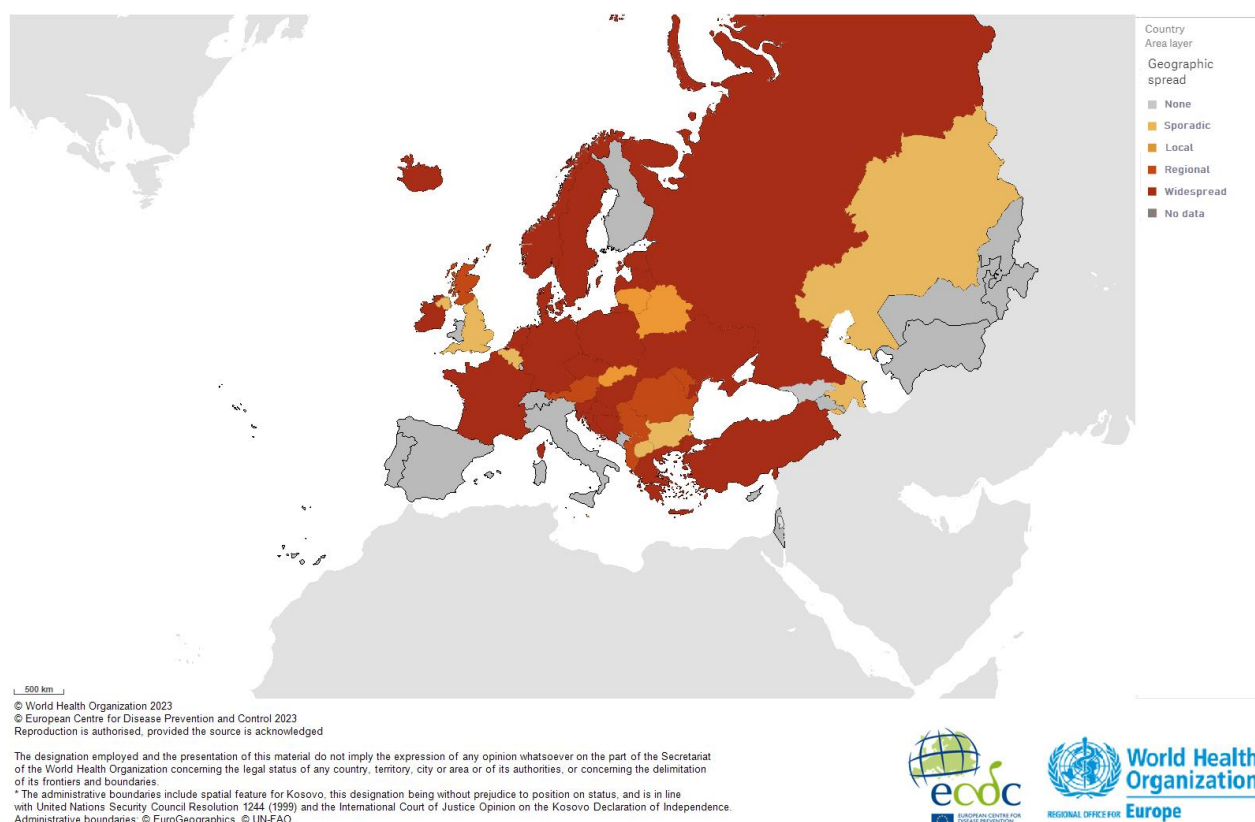 Country
Area layer
Geographic
spread
None
Sporadic
Local
Regional
Widespread
No data
500 km
© World Health Organization 2023
© European Centre for Disease Prevention and Control 2023
Reproduction is authorised, provided the source is acknowledged
The designation employed and the presentation of this material do not imply the expression of any opinion whatsoever on the part of the Secretariat
of the World Health Organization concerning the legal status of any country, territory, city or area or of its authorities, or concerning the delimitation
of its frontiers and boundaries.
* The administrative boundaries include spatial feature for Kosovo, this designation being without prejudice to position on status, and is in line
with United Nations Security Council Resolution 1244 (1999) and the International Court of Justice Opinion on the Kosovo Declaration of Independence.
Administrative boundaries: © EuroGeographics, © UN-FAO
ecdc
EUROPEAN CENTRE FOR
DISEASE PREVENTION
World Health
Organization
REGIONAL OFFICE FOR Europe